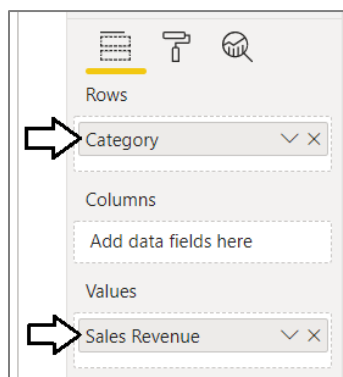 Rows
Category
Columns
Add data fields here
Values
Sales Revenue